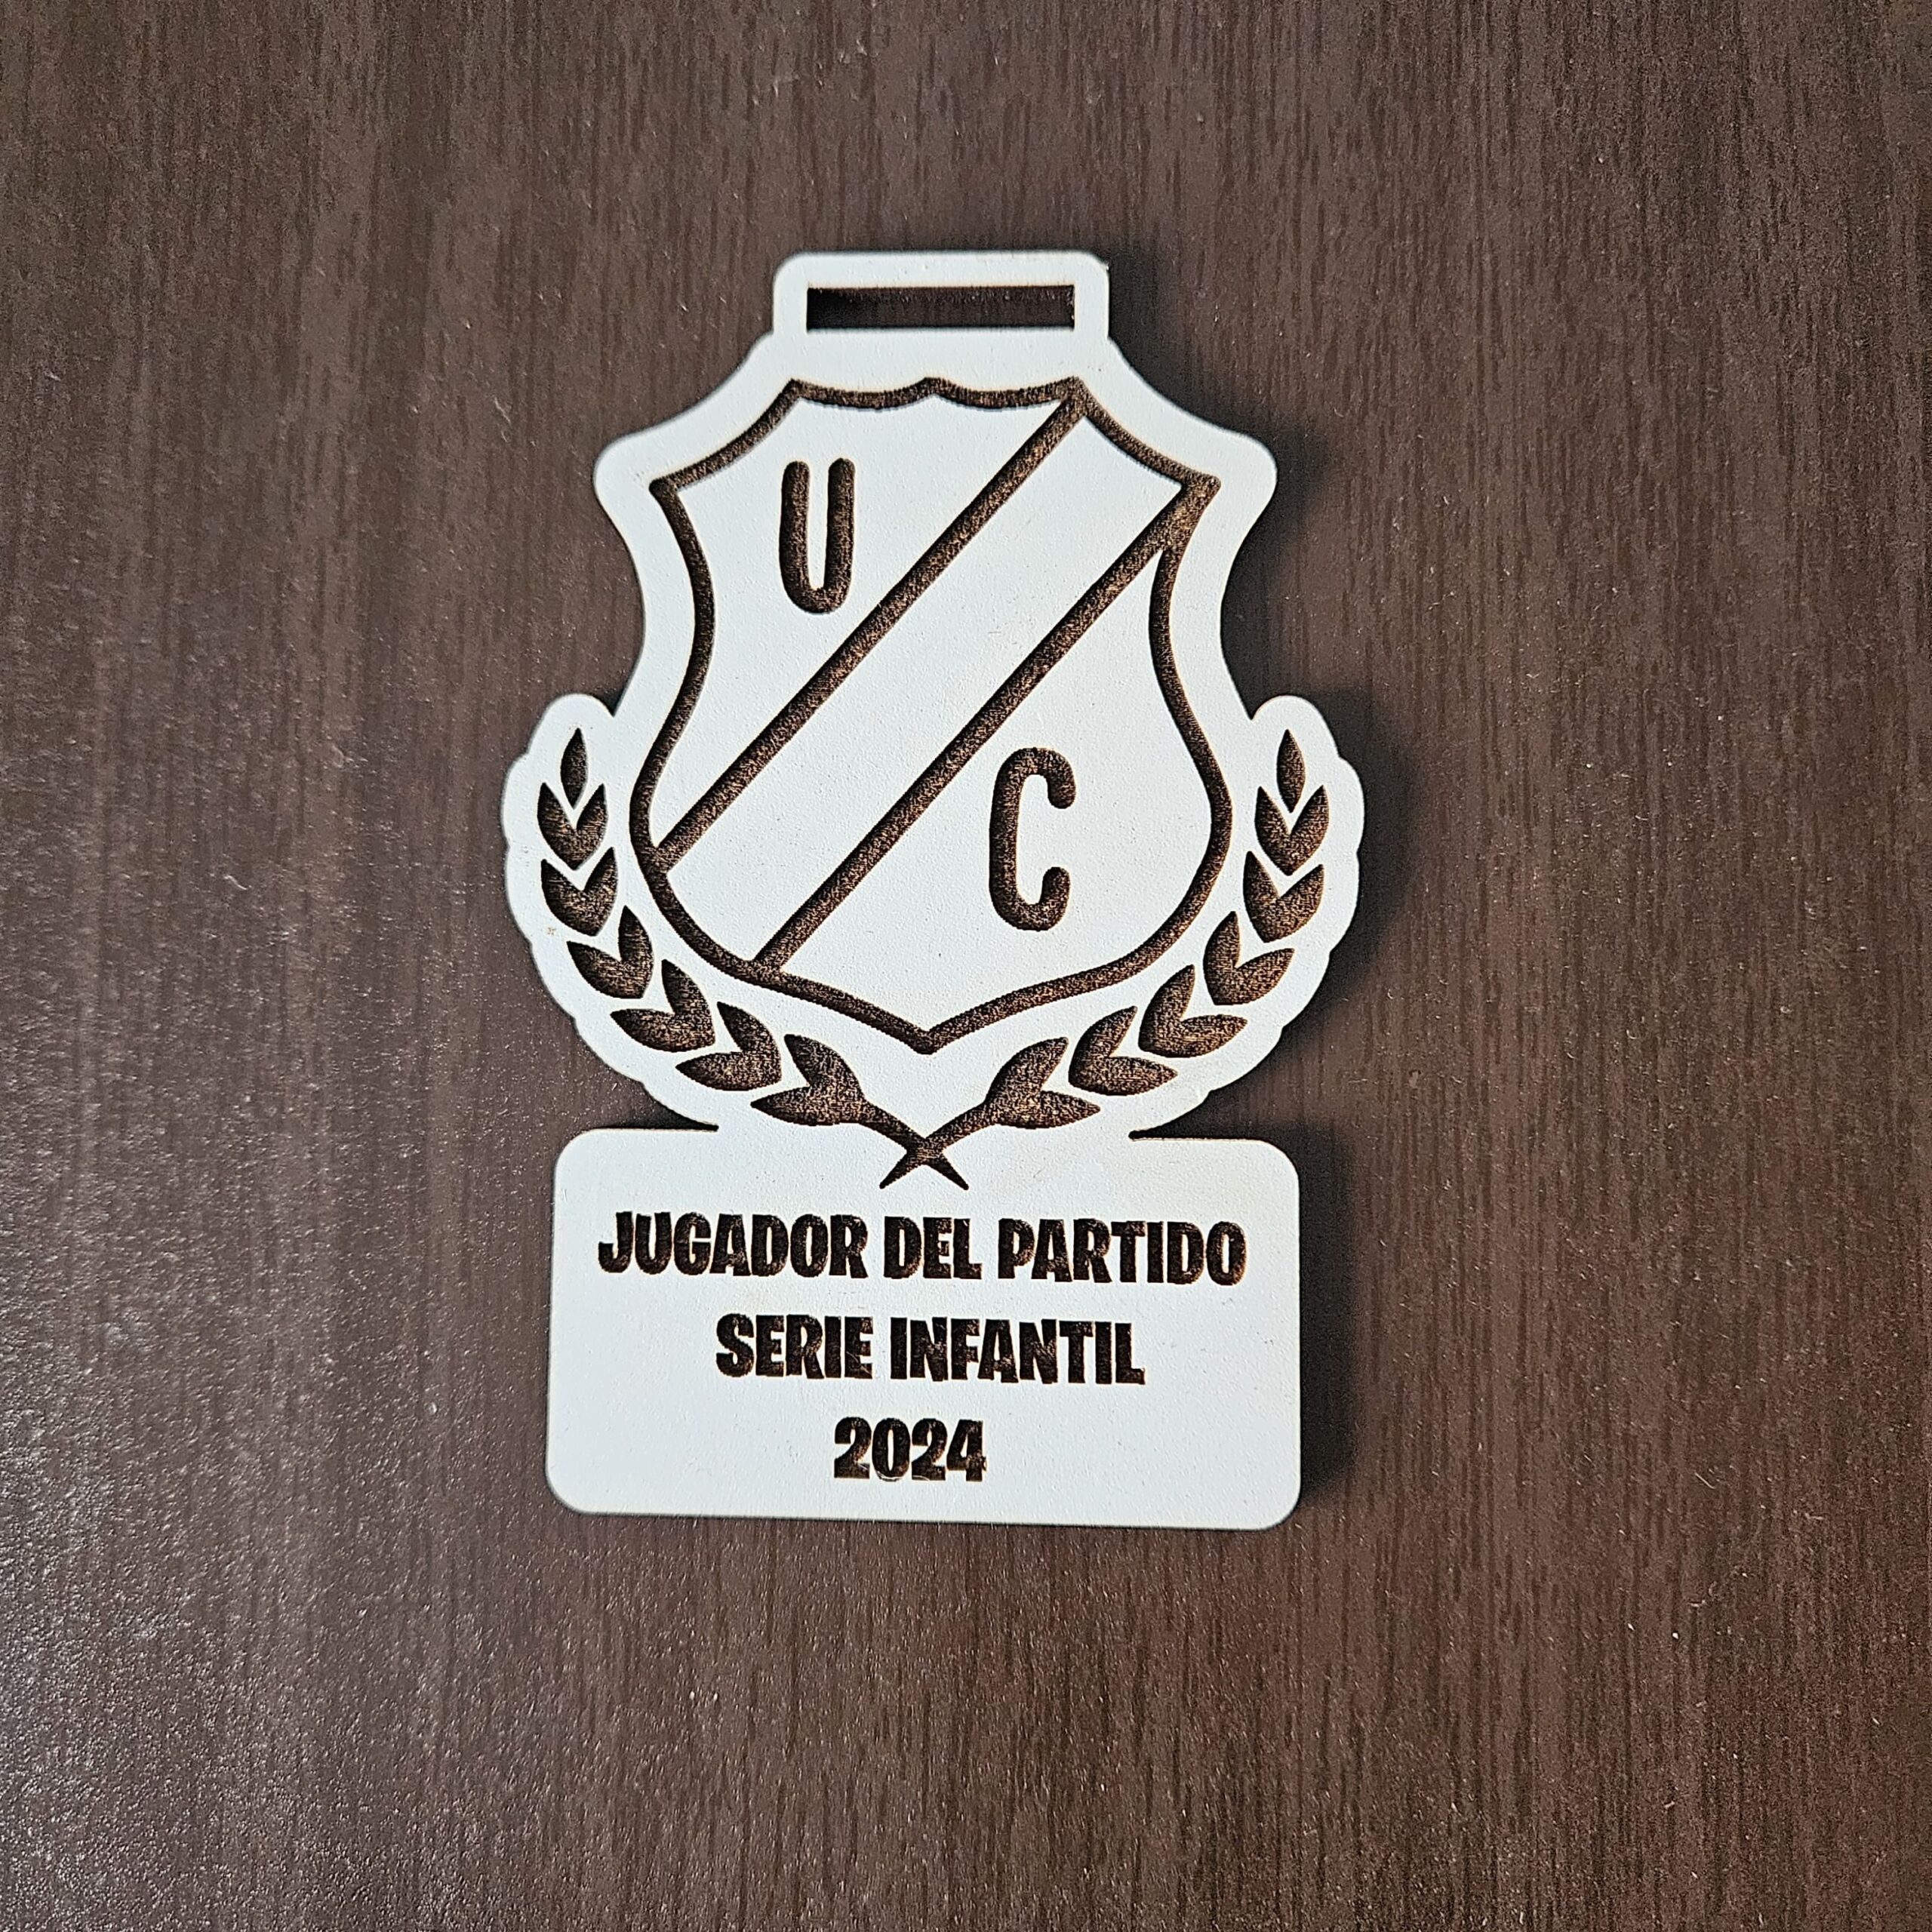 U
C
JUGADOR DEL PARTIDO
SERIE INFANTIL
2024